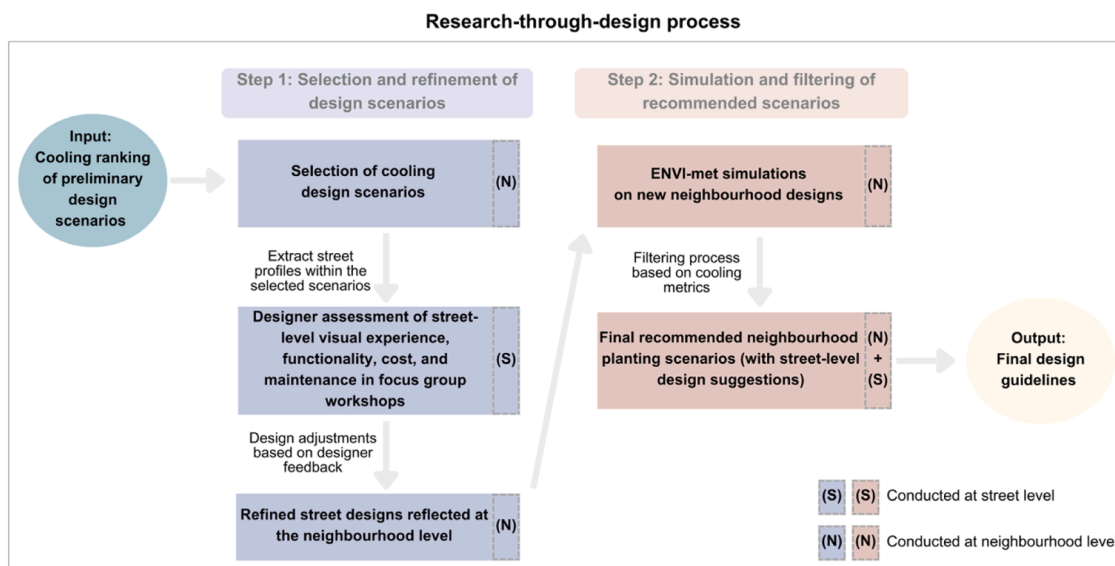 Research-through-design process
Step 1: Selection and refinement of
design scenarios
Step 2: Simulation and filtering of
recommended scenarios
Input:
Cooling ranking
of preliminary
design
scenarios
Selection of cooling
design scenarios
(N)
Extract street
profiles within the
selected scenarios
Designer assessment of street-
level visual experience,
functionality, cost, and
maintenance in focus group
workshops
(S)
Design adjustments
based on designer
feedback
Refined street designs reflected at
the neighbourhood level
(N)
ENVI-met simulations
on new neighbourhood designs
(N)
Filtering process
based on cooling
metrics
Final recommended neighbourhood
planting scenarios (with street-level
design suggestions)
(N)
+
(S)
Output:
Final design
guidelines
(S) (S) Conducted at street level
(N) (N) Conducted at neighbourhood leve